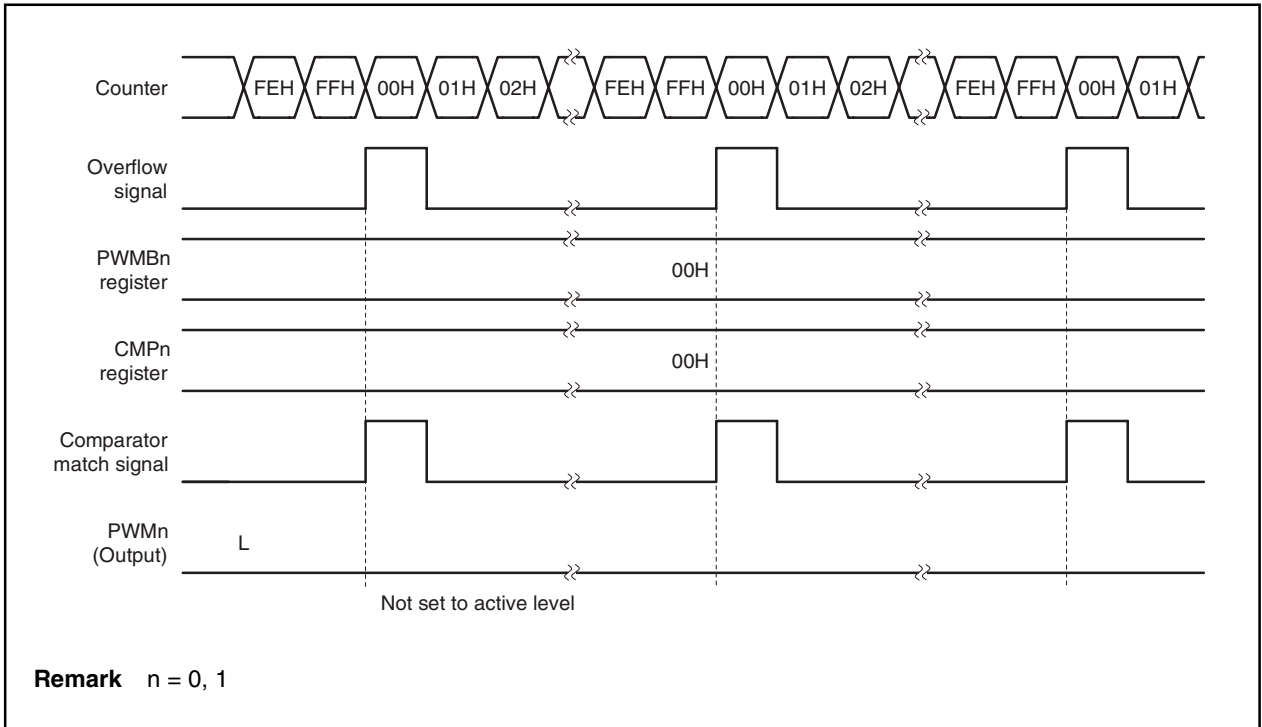 Counter
FEH FFH 00H 01H 02H FEH FFH 00H 01H 02H FEH FFH 00H 01H
Overflow
signal
PWMBn
register
00H
CMPn
register
00H
Comparator
match signal
PWMn
(Output)
L
Not set to active level
Remark n = 0, 1